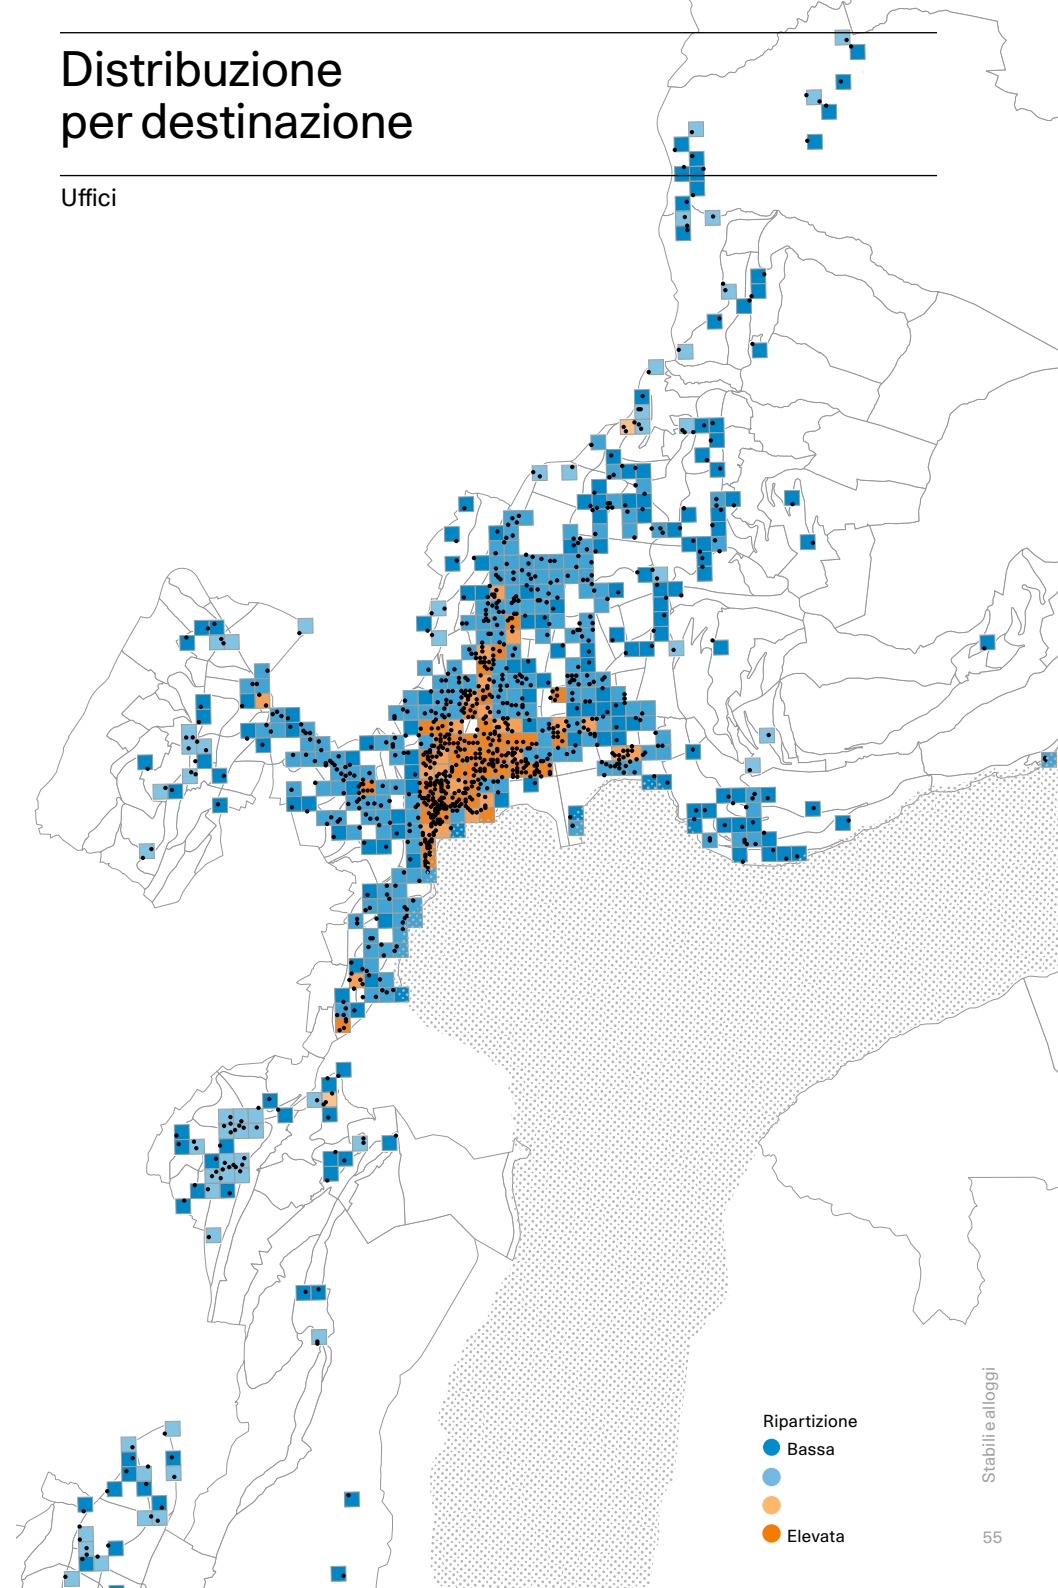 Distribuzione
per destinazione
Uffici
Ripartizione
Bassa
Elevata
Stabili e alloggi
55